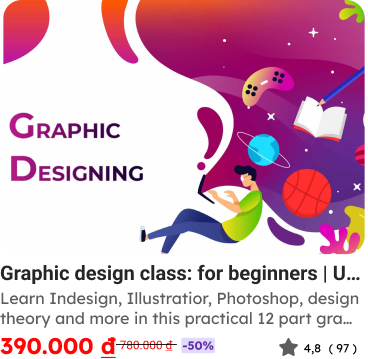 GRAPHIC
DESIGNING
Graphic design class: for beginners | U...
Learn Indesign, Illustratior, Photoshop, design
theory and more in this practical 12 part gra...
390.000 ₫ 780.000 ₫ -50% 4,8 ( 97 )